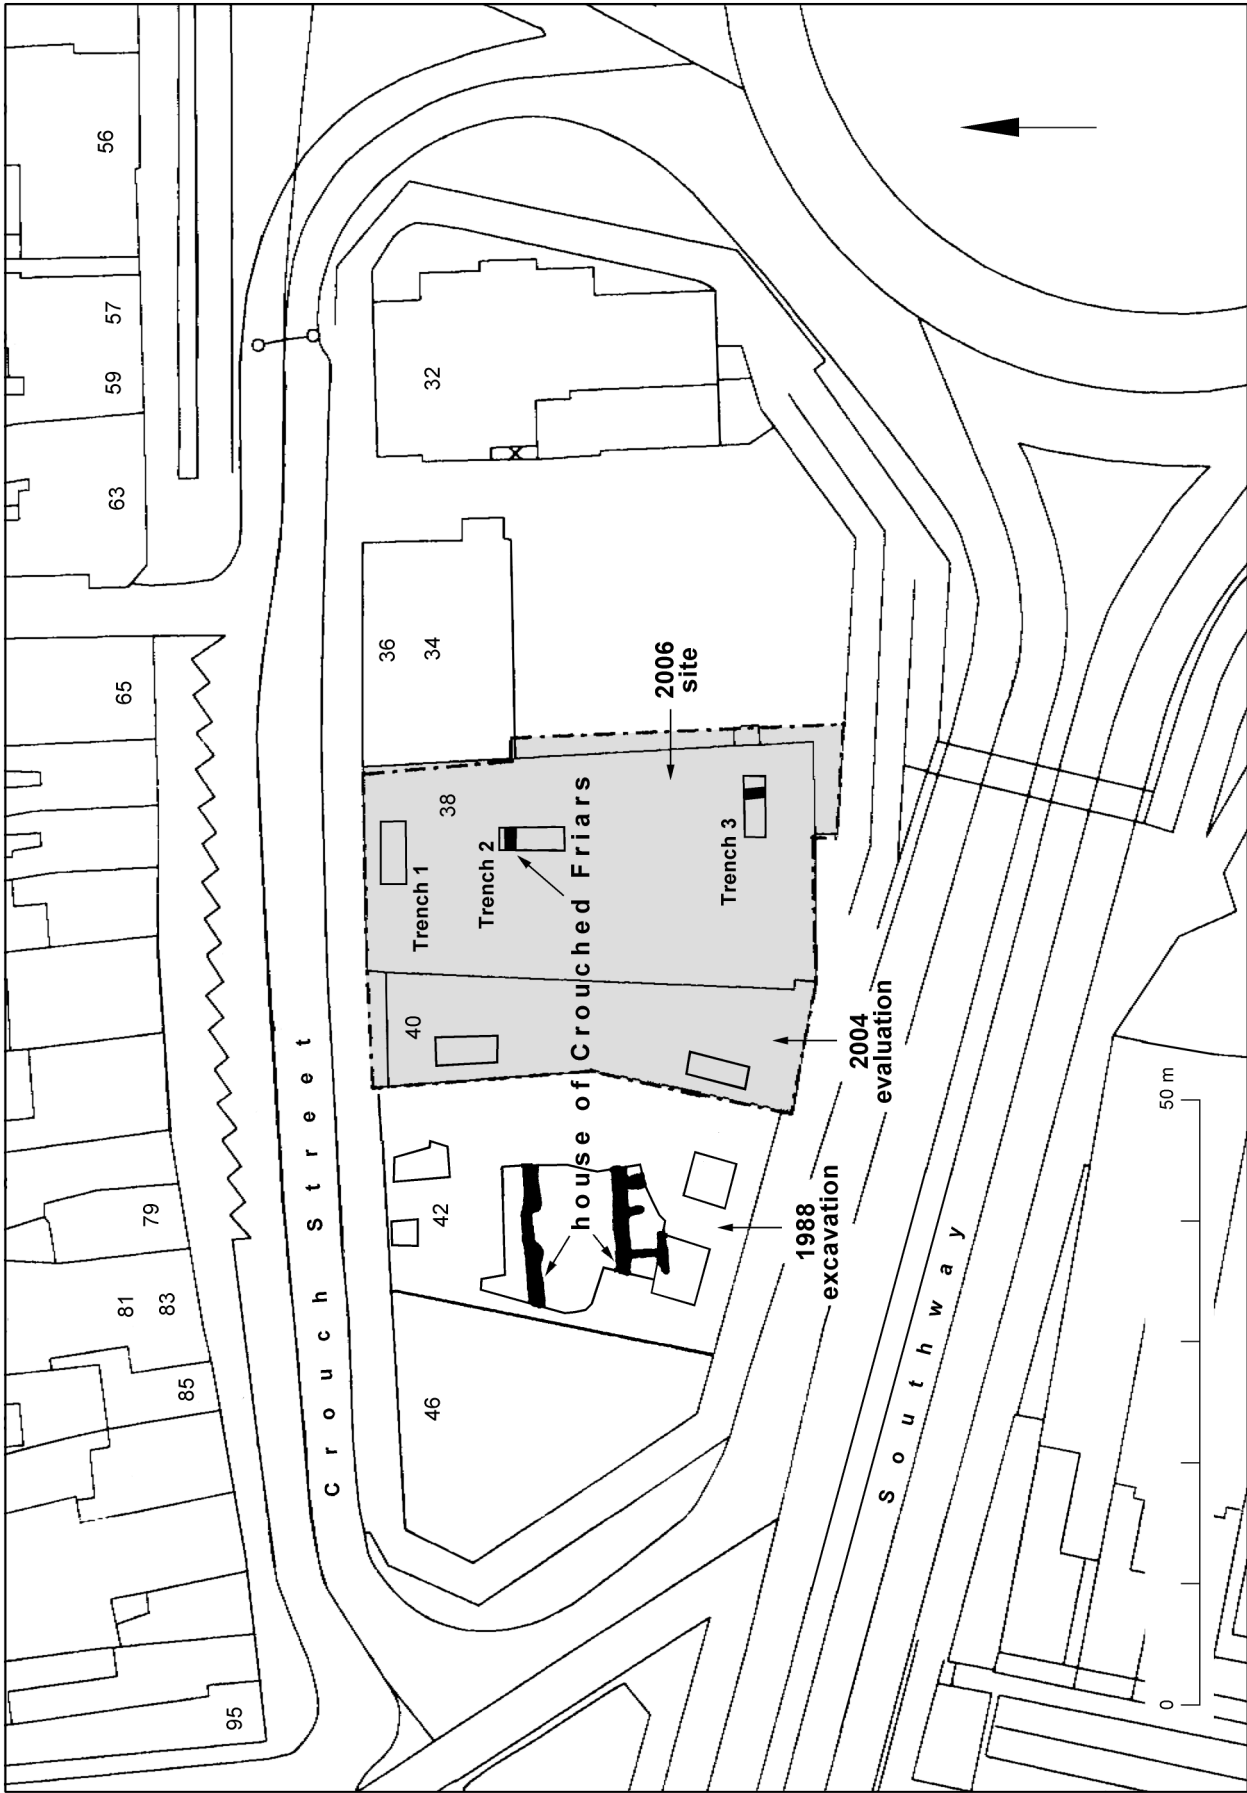 95
85
81
83
79
65
63
59
57
56
Crouch Street
46
42
40
38
36
34
32
Trench 1
Trench 2
Trench 3
house of Crouched Friars
2006
site
2004
evaluation
1988
excavation
Southway
0
50 m